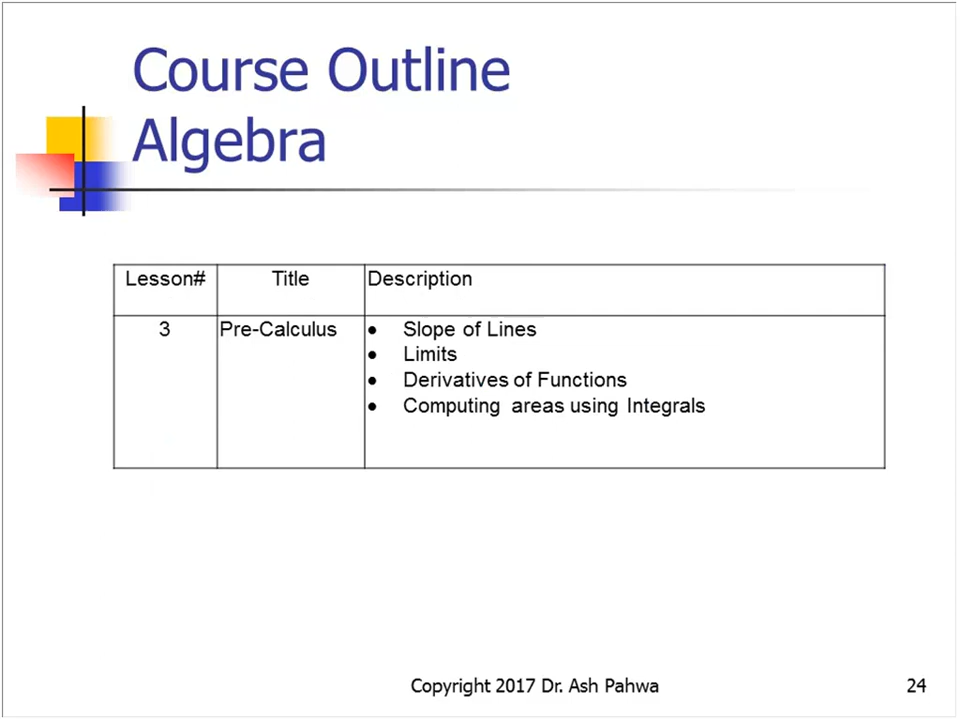 Course Outline
Algebra
Lesson# Title Description
3 Pre-Calculus • Slope of Lines
• Limits
• Derivatives of Functions
• Computing areas using Integrals
Copyright 2017 Dr. Ash Pahwa 24